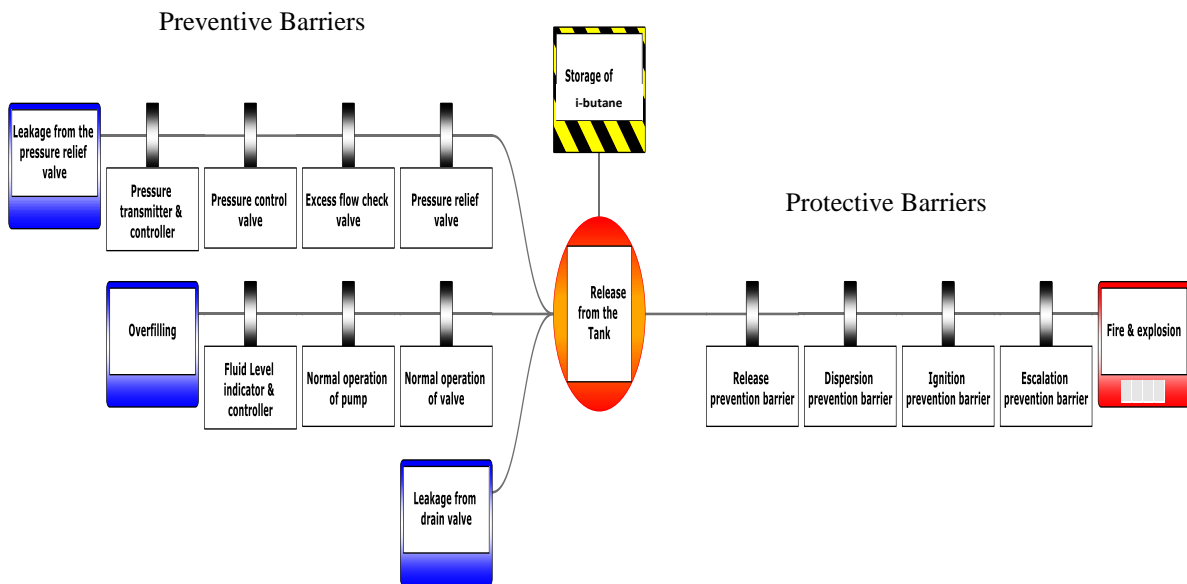 Preventive Barriers
Storage of
i-butane
Leakage from the
pressure relief
valve
Pressure
transmitter &
controller
Pressure control
valve
Excess flow check
valve
Pressure relief
valve
Protective Barriers
Overfilling
Fluid Level
indicator &
controller
Normal operation
of pump
Normal operation
of valve
Release
from the
Tank
Release
prevention barrier
Dispersion
prevention barrier
Ignition
prevention barrier
Escalation
prevention barrier
Fire & explosion
Leakage from
drain valve